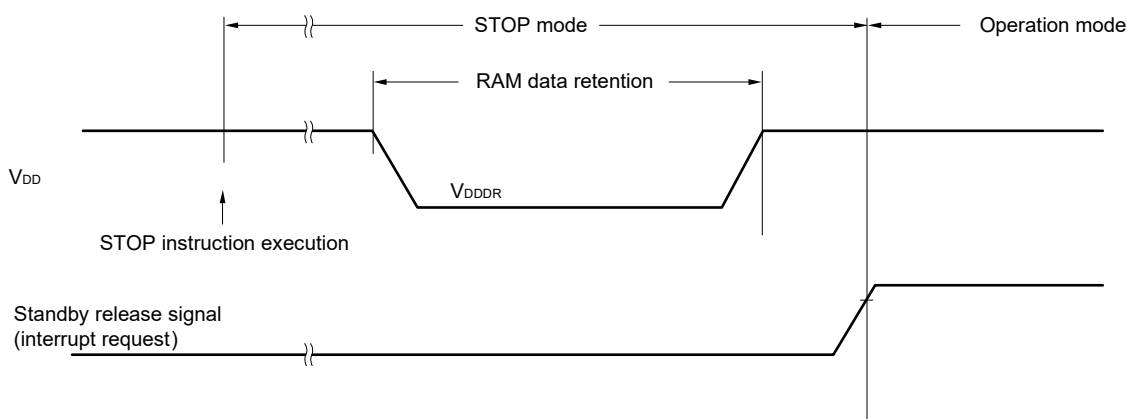 STOP mode
Operation mode
RAM data retention
VDD
VDDDR
STOP instruction execution
Standby release signal
(interrupt request)